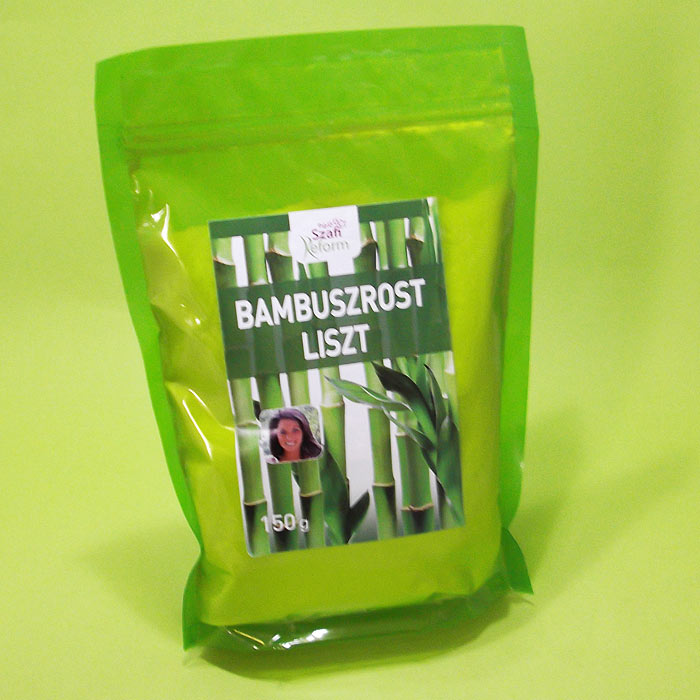 Szafi
Reform
BAMBUSZROST
LISZT
150 g